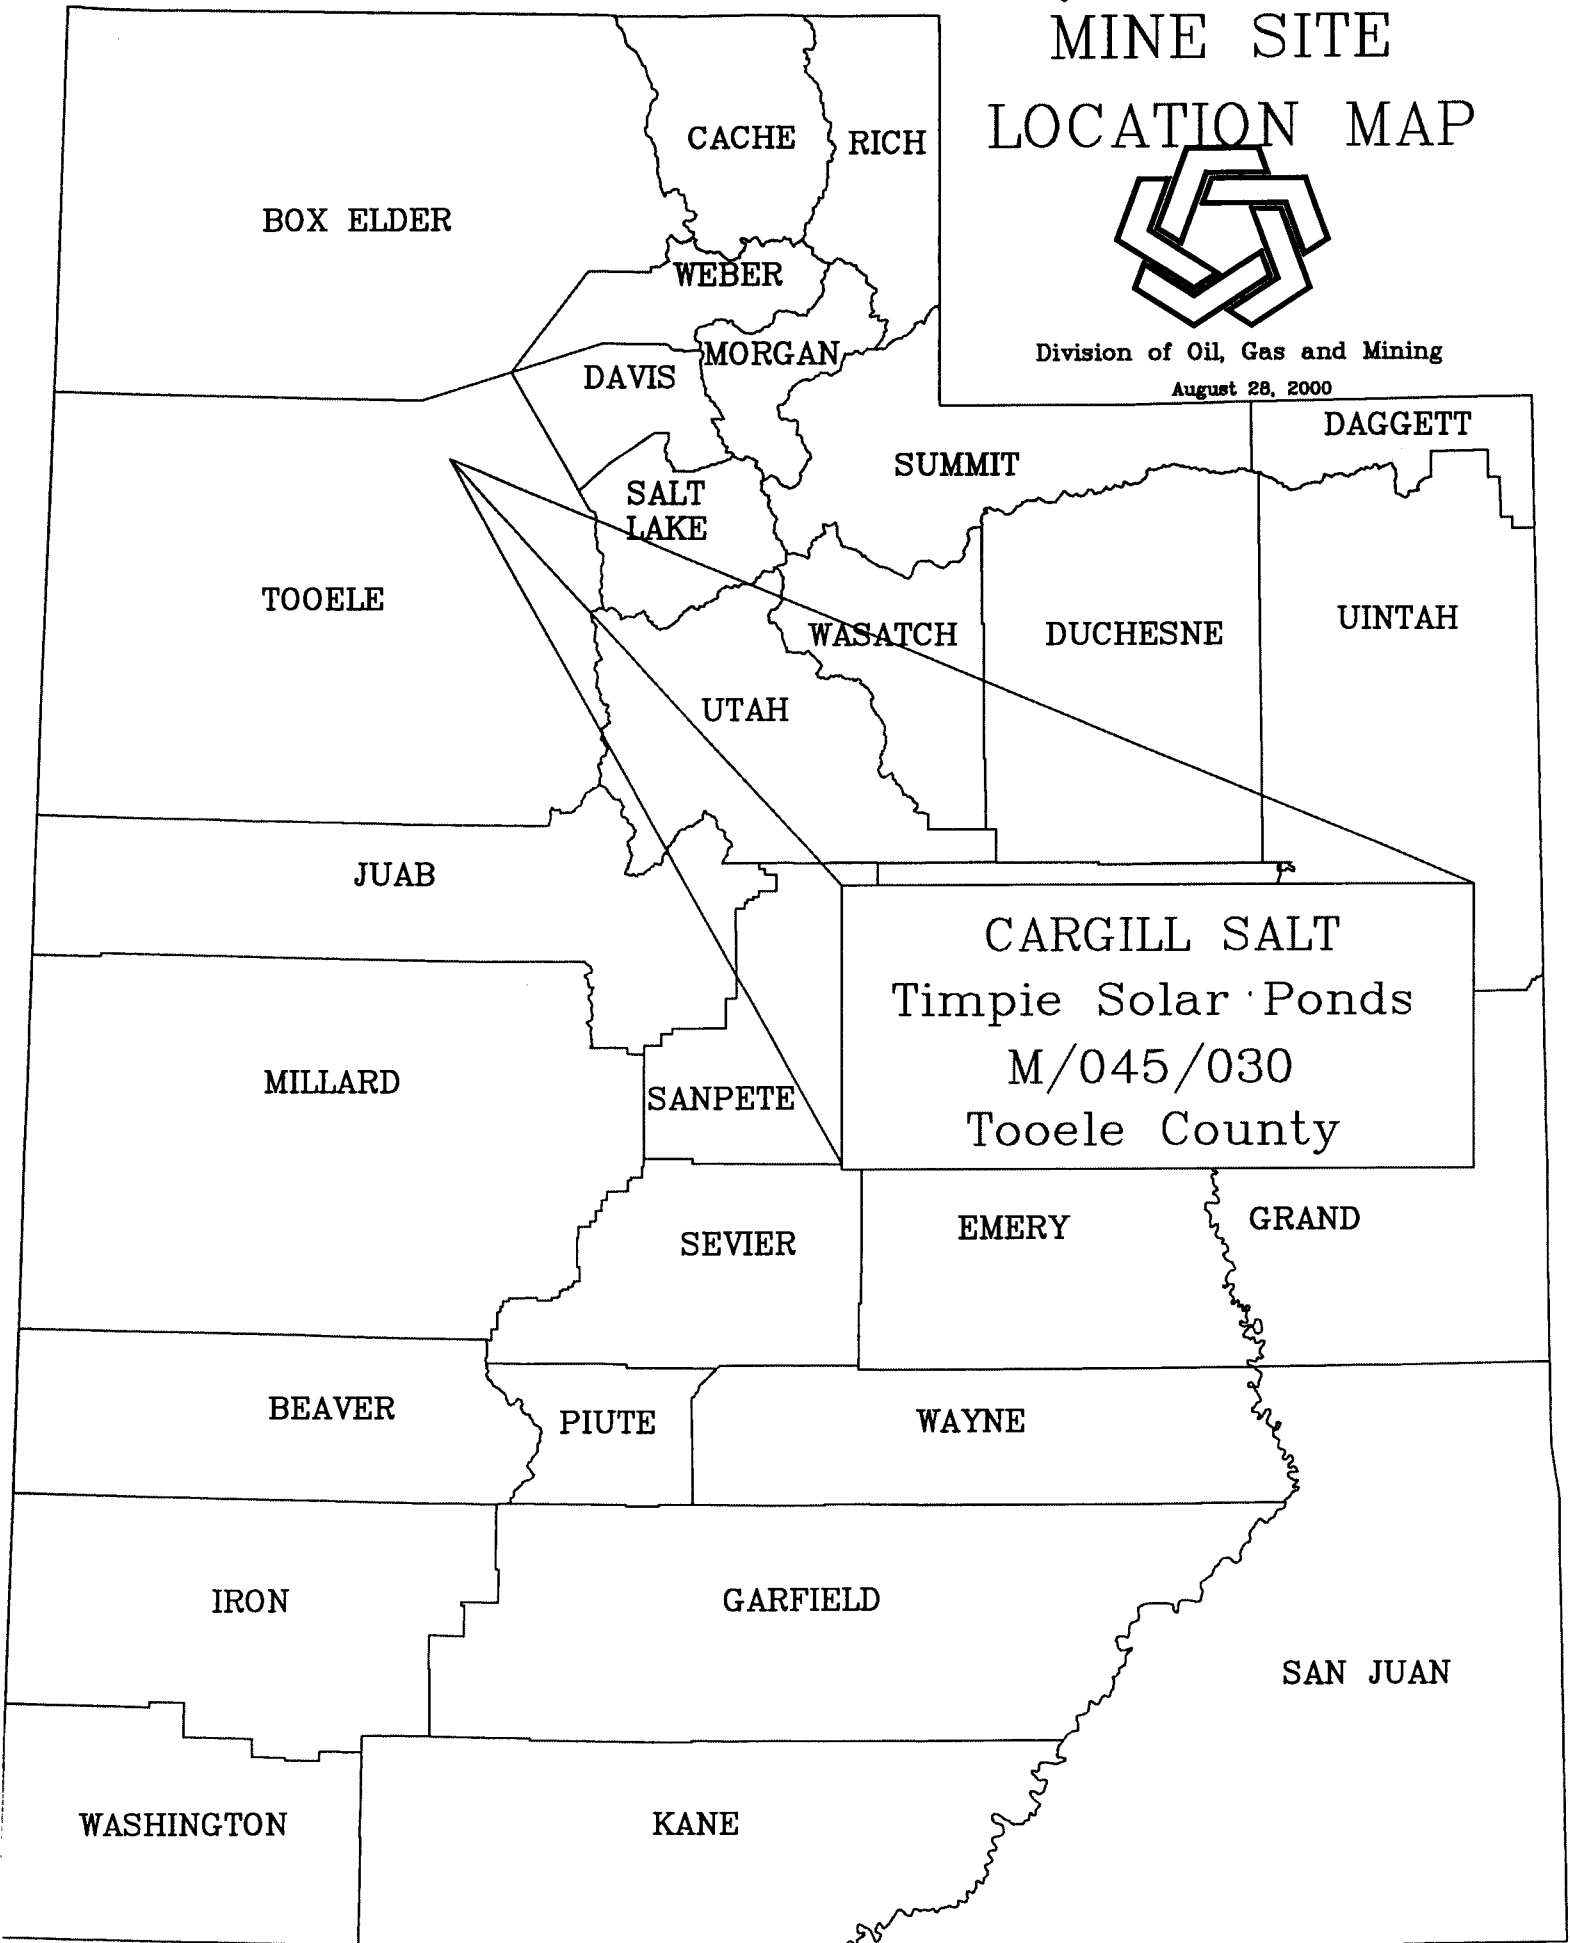 MINE SITE
LOCATION MAP
Division of Oil, Gas and Mining
August 28, 2000
CACHE
RICH
BOX ELDER
WEBER
MORGAN
DAVIS
DAGGETT
SUMMIT
SALT
LAKE
TOOELE
WASATCH
DUCHESNE
UINTAH
UTAH
JUAB
CARGILL SALT
Timpie Solar Ponds
M/045/030
Tooele County
MILLARD
SANPETE
SEVIER
EMERY
GRAND
BEAVER
PIUTE
WAYNE
IRON
GARFIELD
SAN JUAN
WASHINGTON
KANE